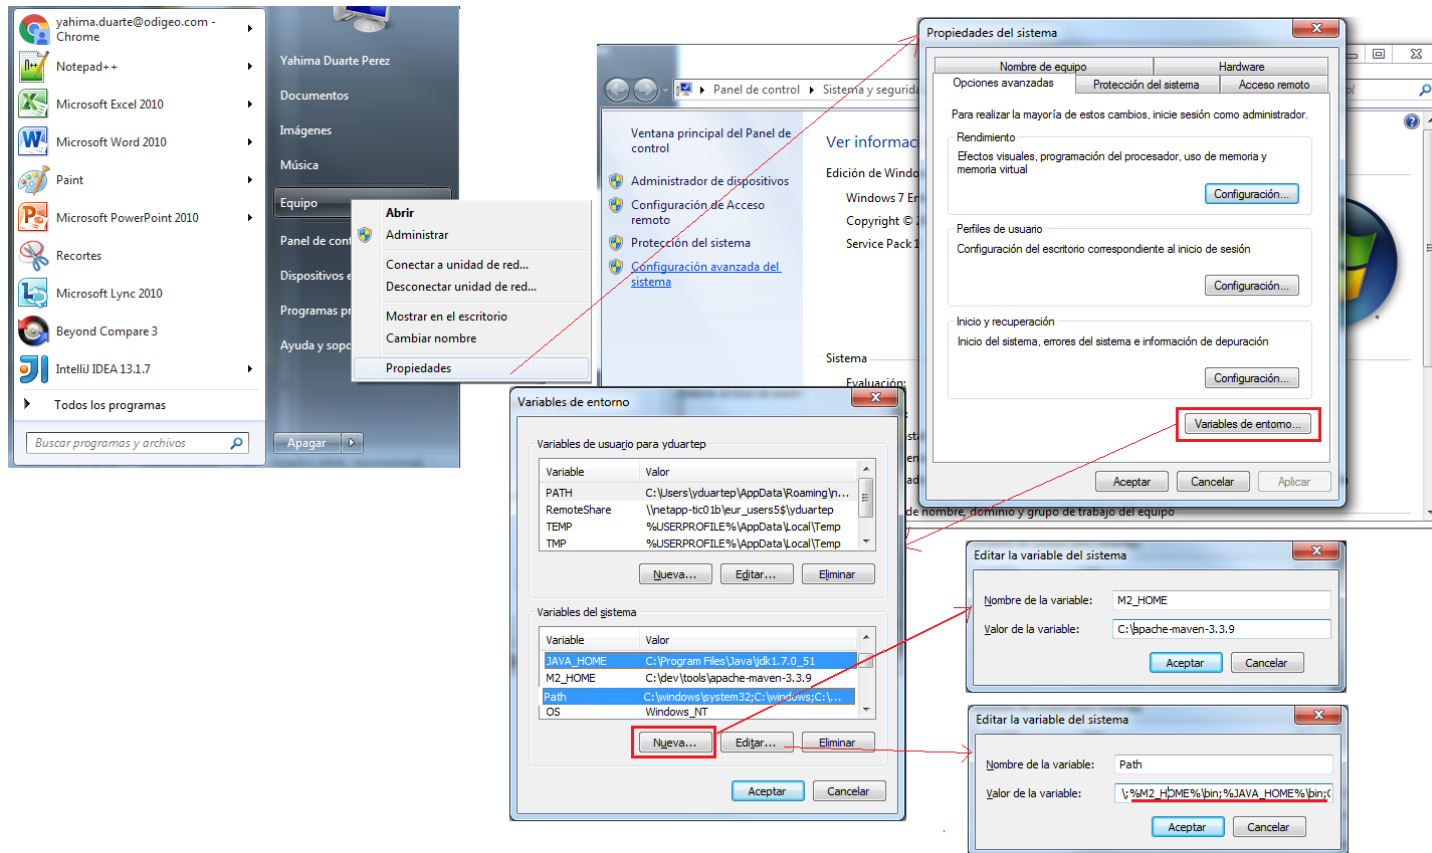 yahima.duarte@odigeo.com -
Chrome
Notepad++
Microsoft Excel 2010
Microsoft Word 2010
Paint
Microsoft PowerPoint 2010
Recortes
Microsoft Lync 2010
Beyond Compare 3
IntelliJ IDEA 13.1.7
Todos los programas
Buscar programas y archivos
Yahima Duarte Perez
Documentos
Imágenes
Música
Equipo
Panel de cont
Dispositivos e
Programas pr
Ayuda y sopo
Apagar
Abrir
Administrar
Conectar a unidad de red...
Desconectar unidad de red...
Mostrar en el escritorio
Cambiar nombre
Propiedades
Panel de control
Sistema y segurida
Ventana principal del Panel de
control
Administrador de dispositivos
Configuración de Acceso
remoto
Protección del sistema
Configuración avanzada del
sistema
Ver informac
Edición de Windo
Windows 7 En
Copyright ©
Service Pack 1
Sistema
Evaluación:
de nombre, dominio y grupo de trabajo del equipo
Propiedades del sistema
Nombre de equipo
Hardware
Opciones avanzadas
Protección del sistema
Acceso remoto
Para realizar la mayoría de estos cambios, inicie sesión como administrador.
Rendimiento
Efectos visuales, programación del procesador, uso de memoria y
memoria virtual
Configuración...
Perfiles de usuario
Configuración del escritorio correspondiente al inicio de sesión
Configuración...
Inicio y recuperación
Inicio del sistema, errores del sistema e información de depuración
Configuración...
Variables de entorno...
Aceptar
Cancelar
Aplicar
Variables de entorno
Variables de usuario para yduartep
Variable Valor
PATH C:\Users\yduartep\AppData\Roaming\n...
RemoteShare \\netapp-tic01b\eur_users5$\yduartep
TEMP %USERPROFILE%\AppData\Local\Temp
TMP %USERPROFILE%\AppData\Local\Temp
Nueva... Editar... Eliminar
Variables del sistema
Variable Valor
JAVA_HOME C:\Program Files\Java\jdk1.7.0_51
M2_HOME C:\dev\tools\apache-maven-3.3.9
Path C:\windows\system32;C:\windows;C:\...
OS Windows_NT
Nueva... Editar... Eliminar
Aceptar Cancelar
Editar la variable del sistema
Nombre de la variable: M2_HOME
Valor de la variable: C:\apache-maven-3.3.9
Aceptar Cancelar
Editar la variable del sistema
Nombre de la variable: Path
Valor de la variable: \;%M2_HOME%\bin;%JAVA_HOME%\bin;C
Aceptar Cancelar